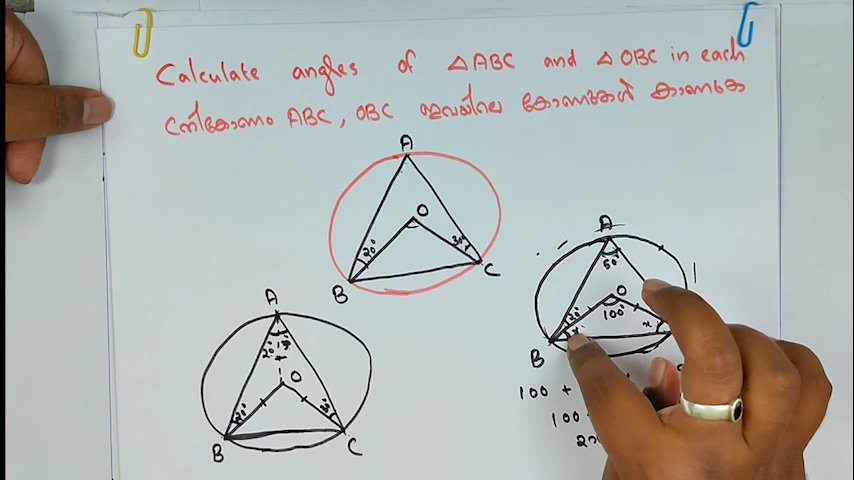 Calculate angles of △ABC and △OBC in each
ത്രികോണം ABC, OBC ഇവയിലെ കോണുകൾ കാണുക
A
O
20°
30°
B
C
A
50°
O
100°
20°
x
x
B
100 +
100
2x
A
20°
O
20°
30°
B
C